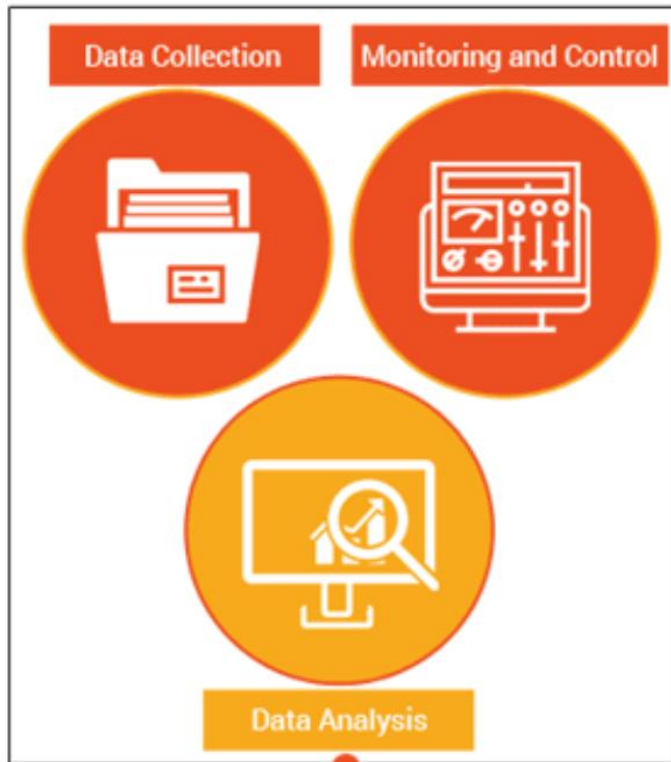 Data Collection
Monitoring and Control
Data Analysis